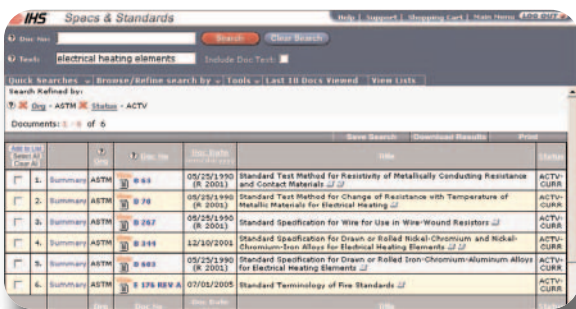 IHS Specs & Standards
Help | Support | Shopping Cart | Main Menu LOG OUT
Doc No:
Search
Clear Search
Text: electrical heating elements
Include Doc Text:
Quick Searches
Browse/Refine search by
Tools
Last 10 Docs Viewed
View Lists
Search Refined by:
Org - ASTM Status - ACTV
Documents: 1 - 6 of 6
Save Search Download Results Print
Add to List
Select All
Clear All
Org Doc No Doc Date Title Status
1. Summary ASTM B 63 05/25/1990 (R 2001) Standard Test Method for Resistivity of Metallically Conducting Resistance and Contact Materials ACTV-CURR
2. Summary ASTM B 70 05/25/1990 (R 2001) Standard Test Method for Change of Resistance with Temperature of Metallic Materials for Electrical Heating ACTV-CURR
3. Summary ASTM B 267 05/25/1990 (R 2001) Standard Specification for Wire for Use in Wire-Wound Resistors ACTV-CURR
4. Summary ASTM B 344 12/10/2001 Standard Specification for Drawn or Rolled Nickel-Chromium and Nickel-Chromium-Iron Alloys for Electrical Heating Elements ACTV-CURR
5. Summary ASTM B 603 05/25/1990 (R 2001) Standard Specification for Drawn or Rolled Iron-Chromium-Aluminum Alloys for Electrical Heating Elements ACTV-CURR
6. Summary ASTM E 176 REV A 07/01/2005 Standard Terminology of Fire Standards ACTV-CURR
Org Doc No Doc Date Title Status